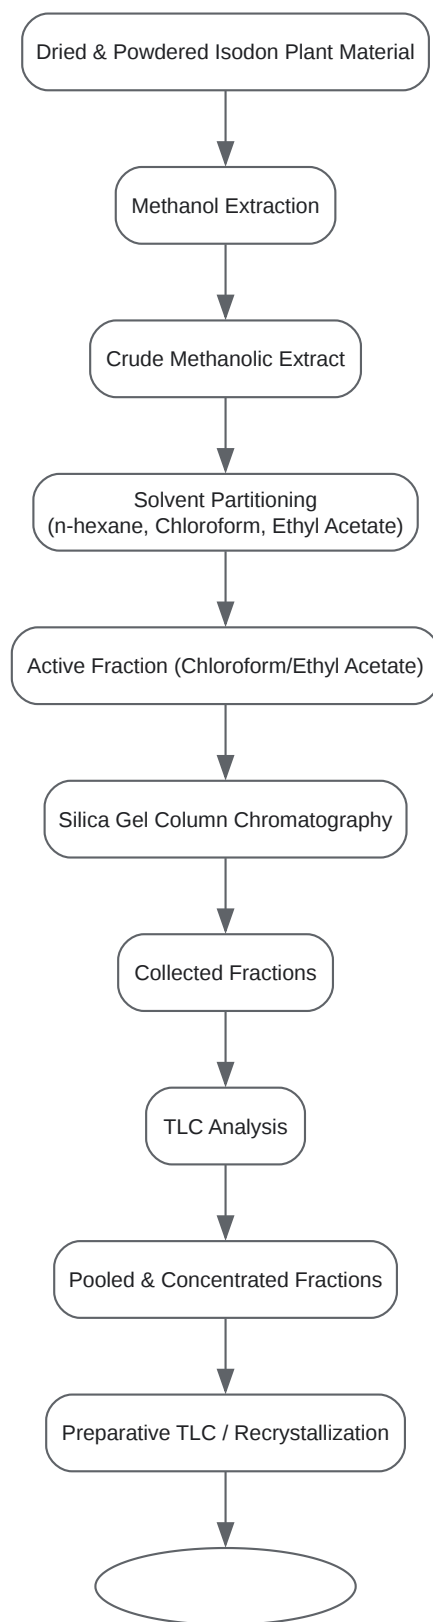 Dried & Powdered Isodon Plant Material
Methanol Extraction
Crude Methanolic Extract
Solvent Partitioning
(n-hexane, Chloroform, Ethyl Acetate)
Active Fraction (Chloroform/Ethyl Acetate)
Silica Gel Column Chromatography
Collected Fractions
TLC Analysis
Pooled & Concentrated Fractions
Preparative TLC / Recrystallization